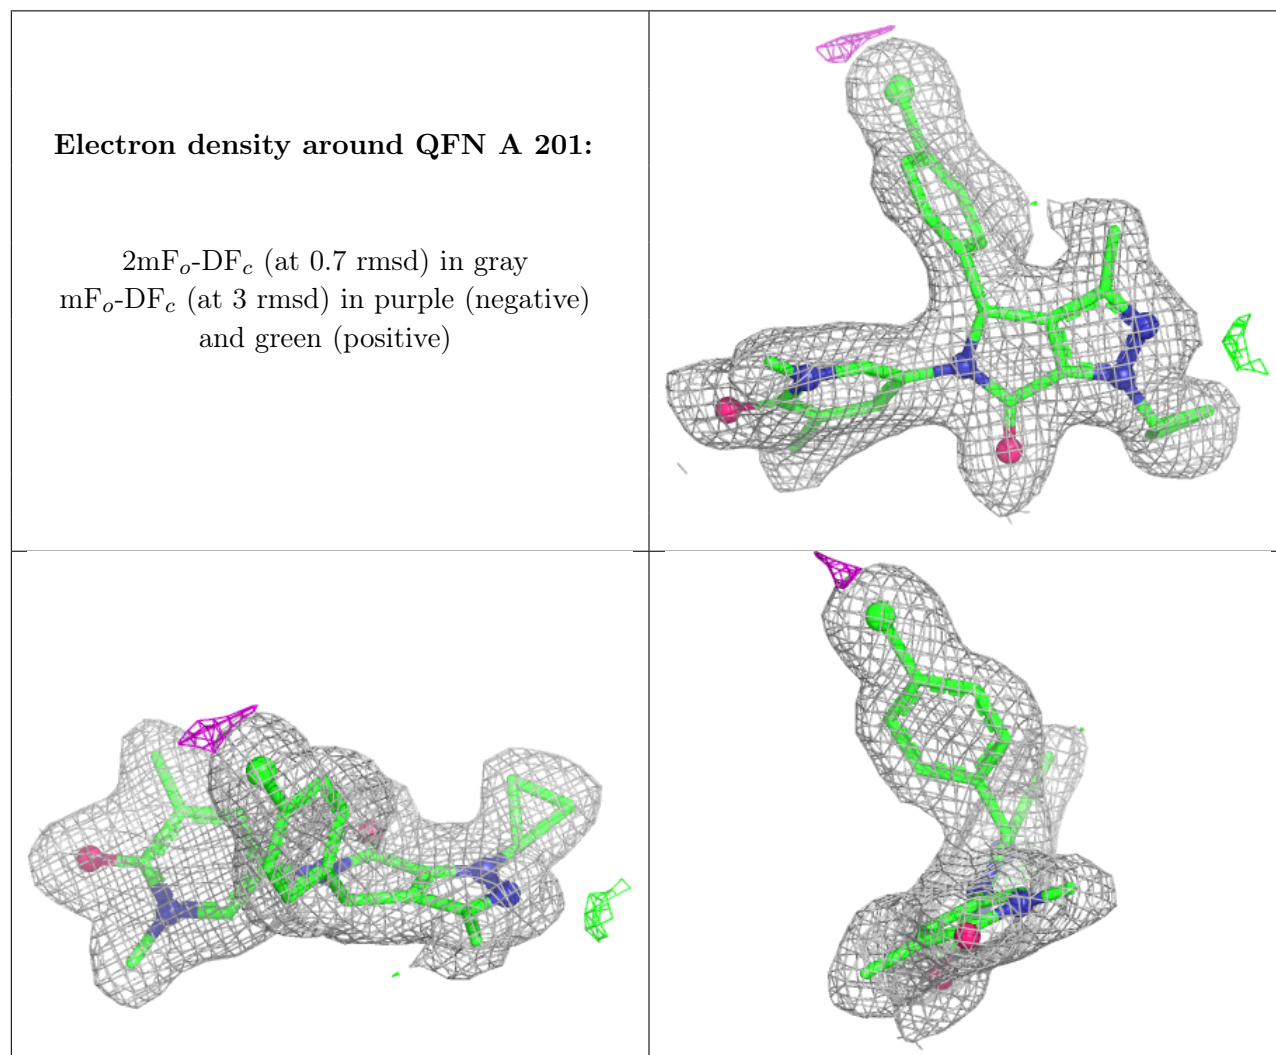 Electron density around QFN A 201:
2mFo-DFc (at 0.7 rmsd) in gray
mFo-DFc (at 3 rmsd) in purple (negative)
and green (positive)